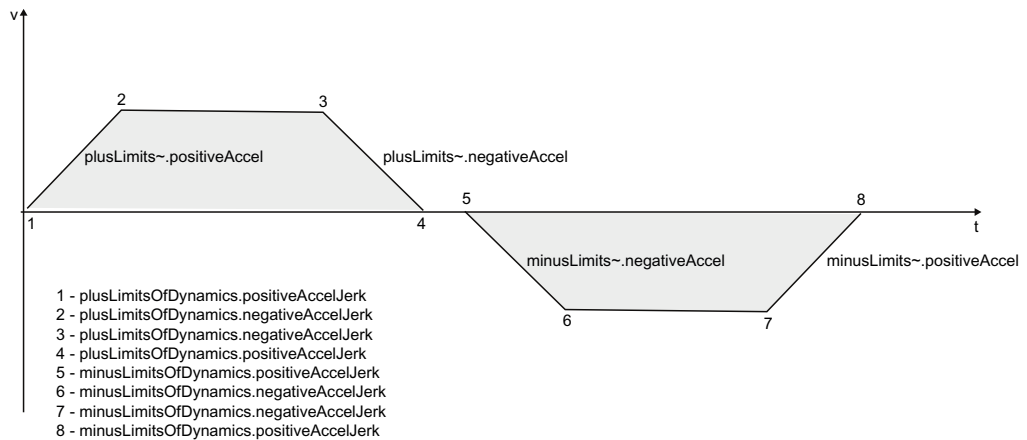 v
2
3
plusLimits~.positiveAccel
plusLimits~.negativeAccel
1
4
5
8
t
minusLimits~.negativeAccel
minusLimits~.positiveAccel
6
7
1 - plusLimitsOfDynamics.positiveAccelJerk
2 - plusLimitsOfDynamics.negativeAccelJerk
3 - plusLimitsOfDynamics.negativeAccelJerk
4 - plusLimitsOfDynamics.positiveAccelJerk
5 - minusLimitsOfDynamics.positiveAccelJerk
6 - minusLimitsOfDynamics.negativeAccelJerk
7 - minusLimitsOfDynamics.negativeAccelJerk
8 - minusLimitsOfDynamics.positiveAccelJerk